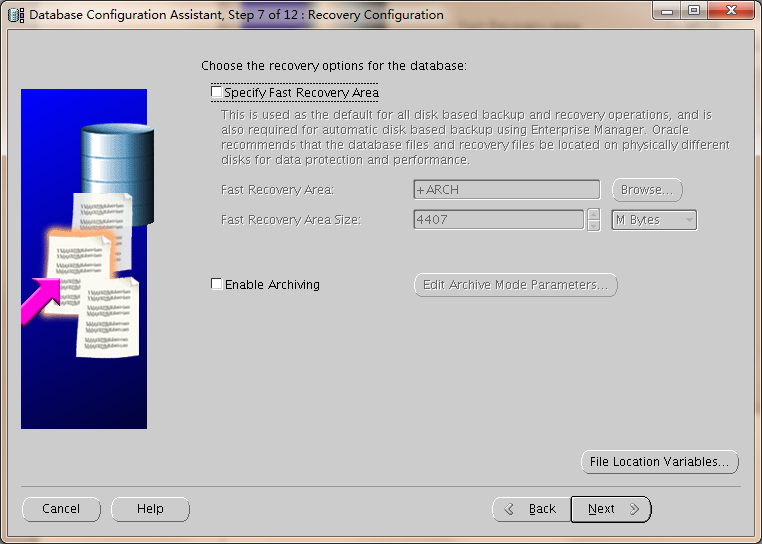 Database Configuration Assistant, Step 7 of 12 : Recovery Configuration
Choose the recovery options for the database:
Specify Fast Recovery Area
This is used as the default for all disk based backup and recovery operations, and is
also required for automatic disk based backup using Enterprise Manager. Oracle
recommends that the database files and recovery files be located on physically different
disks for data protection and performance.
Fast Recovery Area: +ARCH Browse...
Fast Recovery Area Size: 4407 M Bytes
Enable Archiving Edit Archive Mode Parameters...
File Location Variables...
Cancel Help Back Next